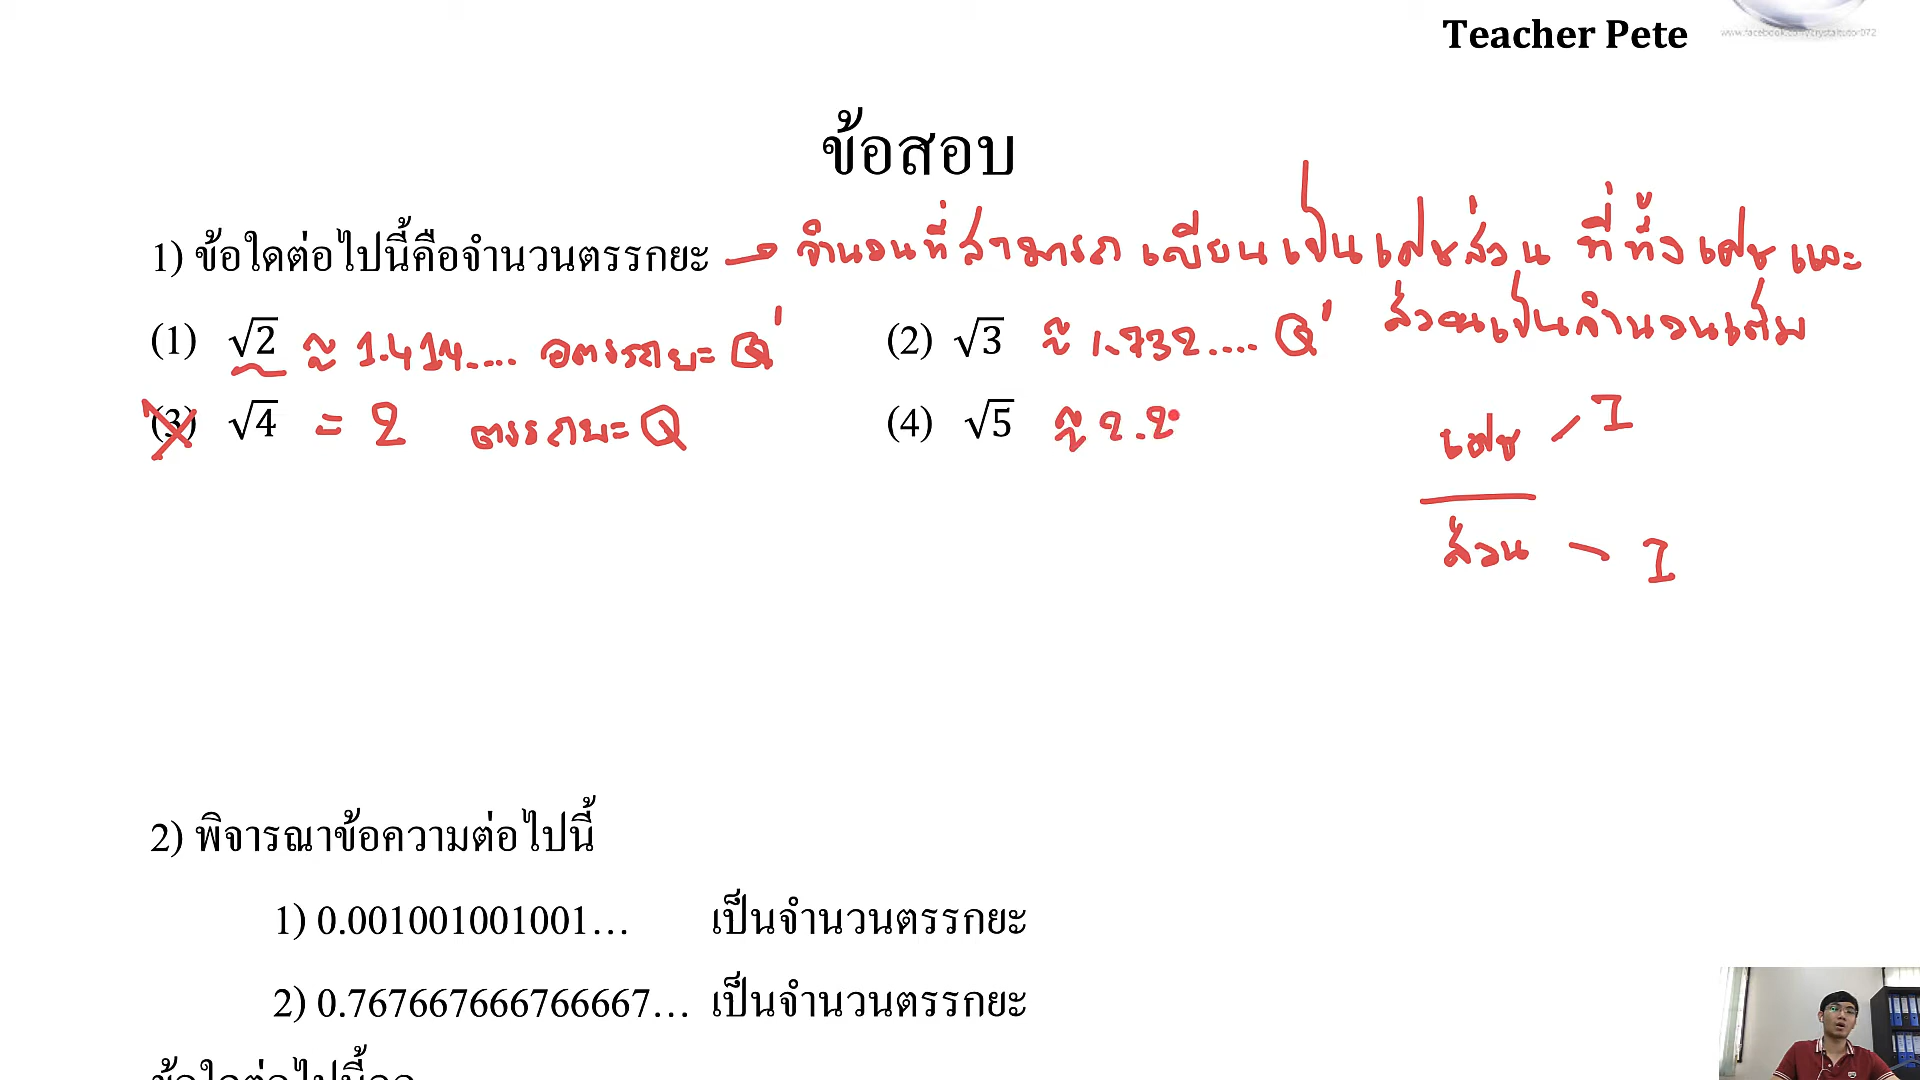 Teacher Pete
www.facebook.com/crystaltutor072
ข้อสอบ
1) ข้อใดต่อไปนี้คือจำนวนตรรกยะ → จำนวนที่สามารถ เขียนเป็นเศษส่วน ที่ทั้งเศษและ
ส่วนเป็นจำนวนเต็ม
(1) √2 ≈ 1.414.... อตรรกยะ Q'
(2) √3 ≈ 1.732.... Q'
(3) √4 = 2 ตรรกยะ Q
(4) √5 ≈ 2.2
เศษ / I
ส่วน \ I
2) พิจารณาข้อความต่อไปนี้
1) 0.001001001001… เป็นจำนวนตรรกยะ
2) 0.767667666766667… เป็นจำนวนตรรกยะ